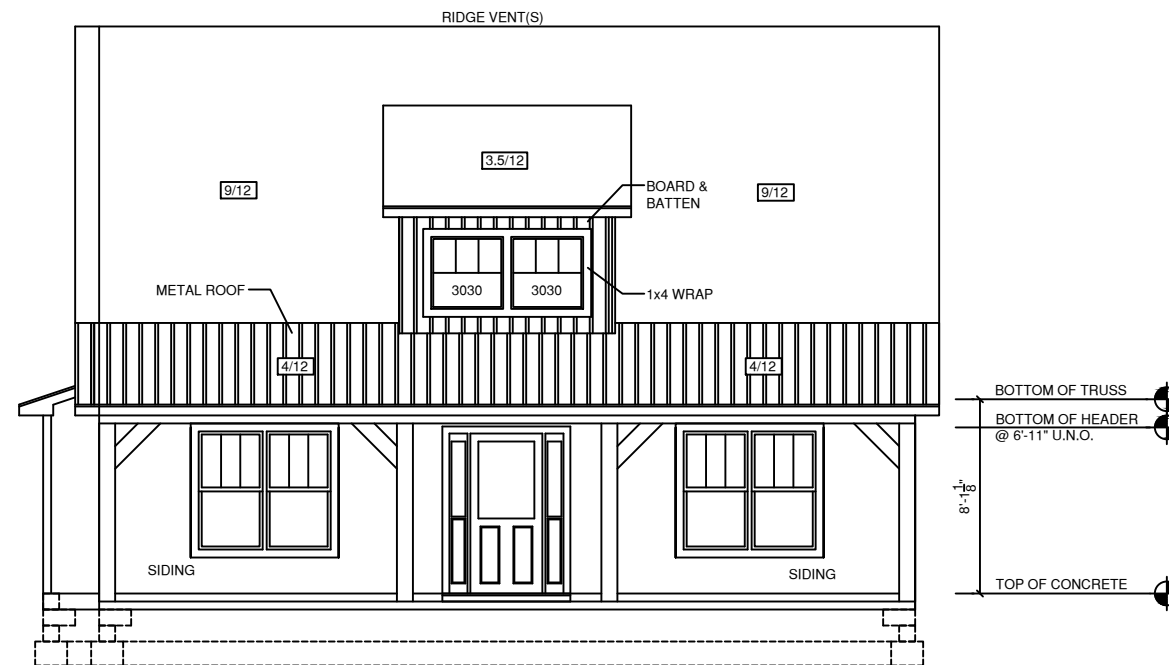 RIDGE VENT(S)
3.5/12
9/12
BOARD &
BATTEN
9/12
METAL ROOF
3030
3030
1x4 WRAP
4/12
4/12
BOTTOM OF TRUSS
BOTTOM OF HEADER
@ 6'-11" U.N.O.
8'-1 1/8"
SIDING
SIDING
TOP OF CONCRETE